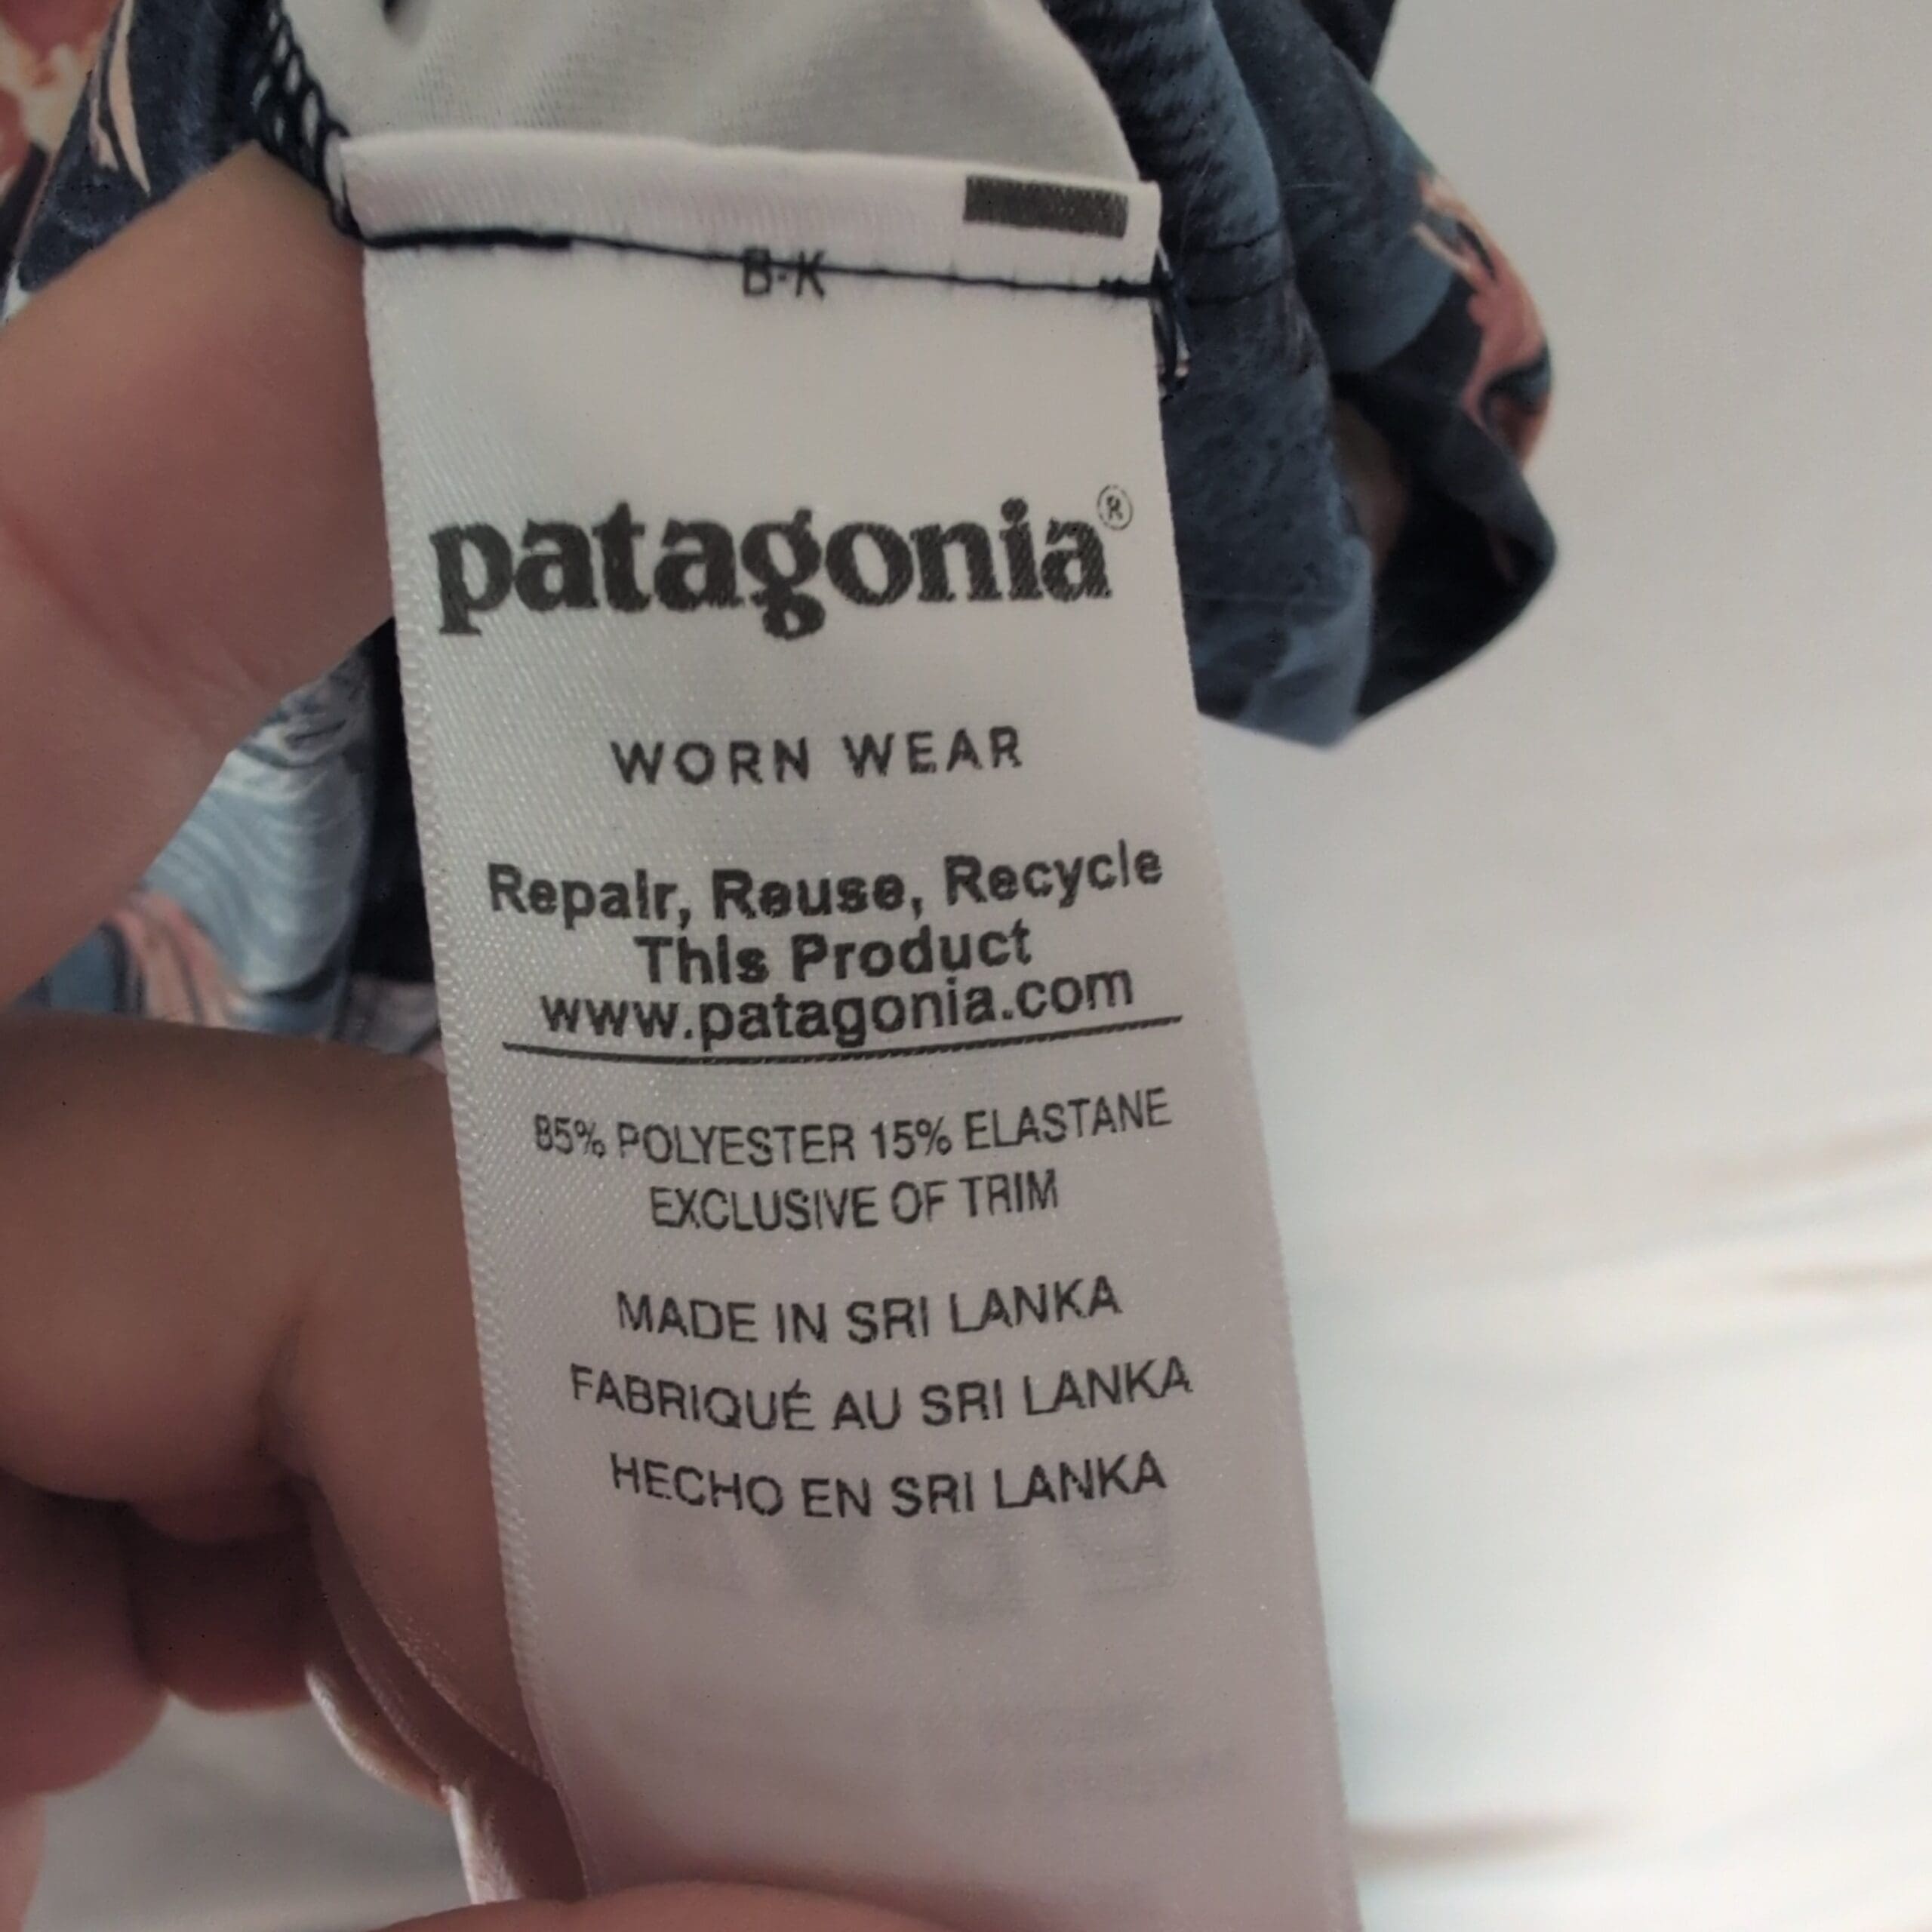 B-K
patagonia®
WORN WEAR
Repair, Reuse, Recycle
This Product
www.patagonia.com
85% POLYESTER 15% ELASTANE
EXCLUSIVE OF TRIM
MADE IN SRI LANKA
FABRIQUÉ AU SRI LANKA
HECHO EN SRI LANKA